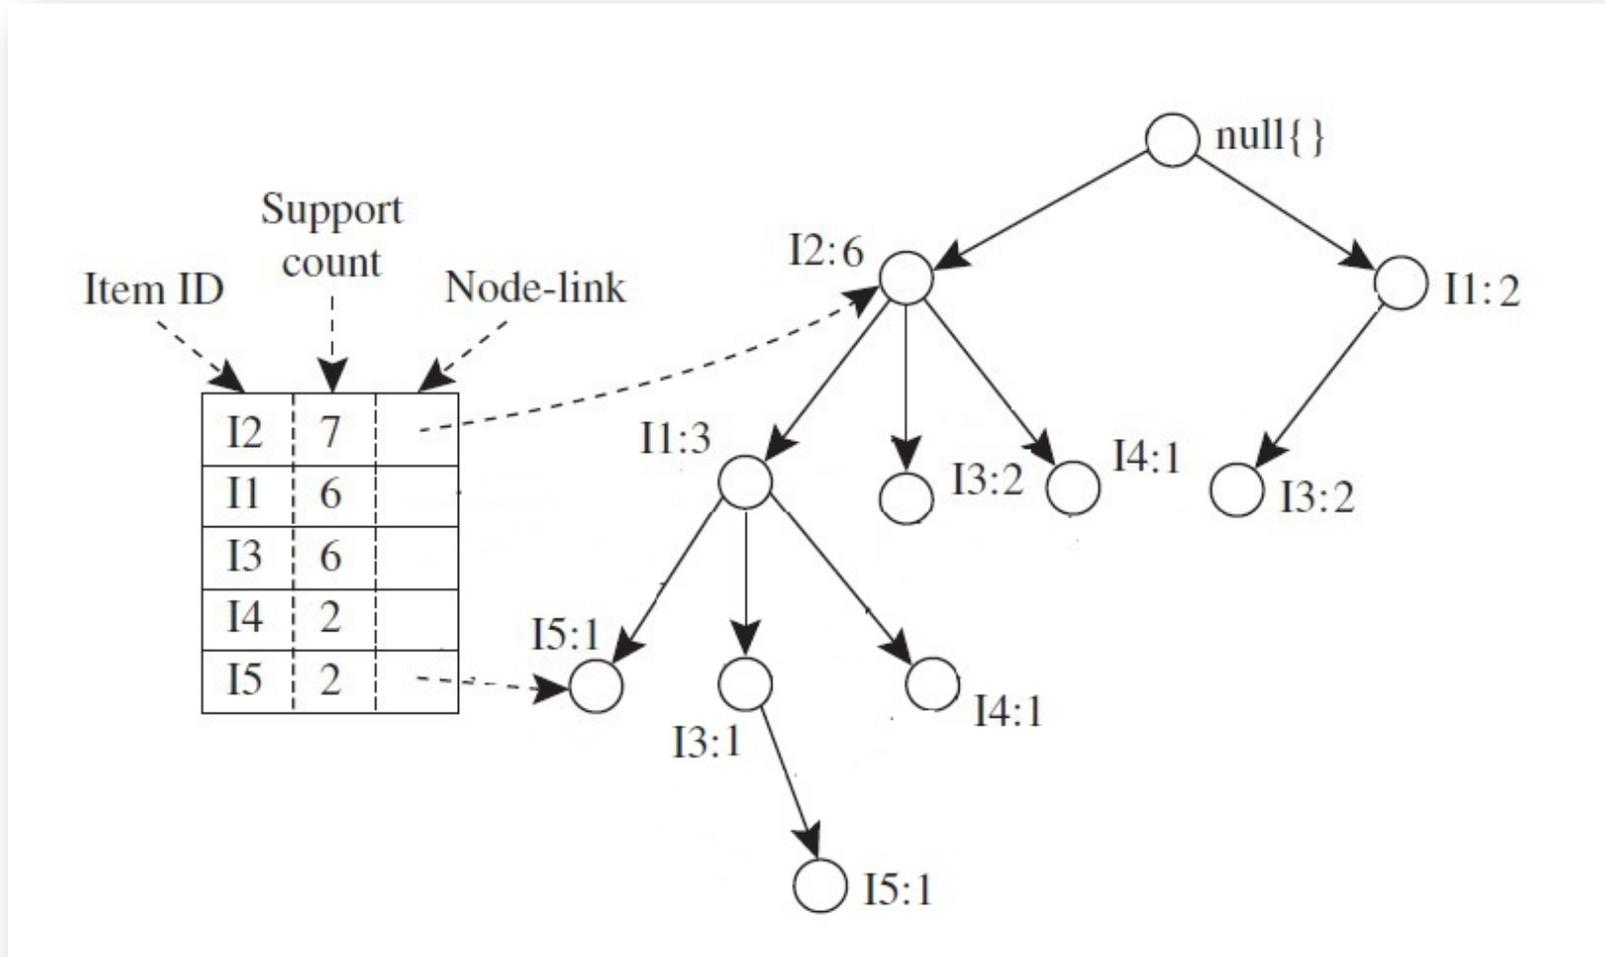 null{}
I2:6
I1:2
Support
count
Item ID
Node-link
I2 7
I1 6
I3 6
I4 2
I5 2
I1:3
I3:2
I4:1
I3:2
I5:1
I3:1
I4:1
I5:1